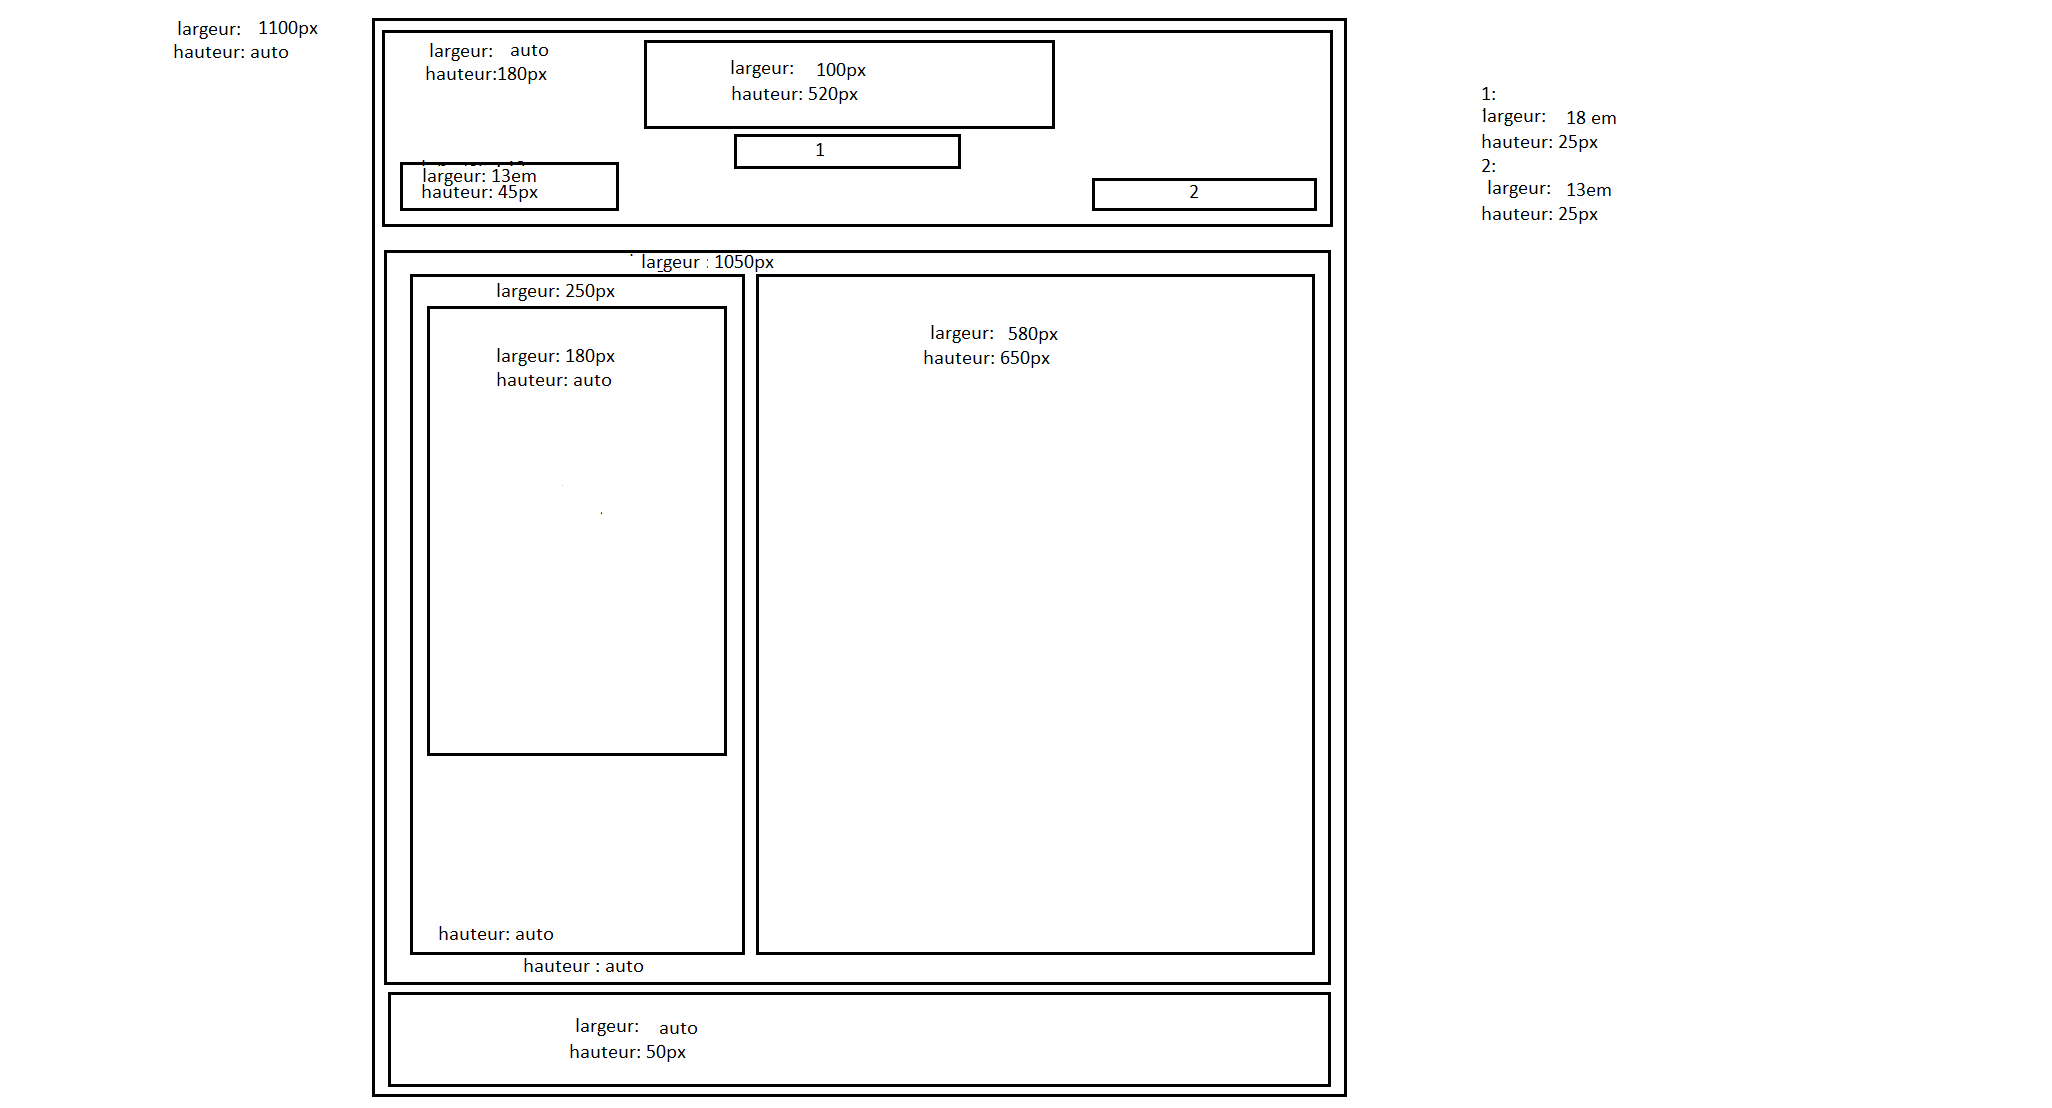 largeur: 1100px
hauteur: auto
largeur: auto
hauteur:180px
largeur: 100px
hauteur: 520px
1
largeur: 13em
hauteur: 45px
2
1:
largeur: 18 em
hauteur: 25px
2:
largeur: 13em
hauteur: 25px
largeur : 1050px
largeur: 250px
largeur: 180px
hauteur: auto
largeur: 580px
hauteur: 650px
hauteur: auto
hauteur : auto
largeur: auto
hauteur: 50px